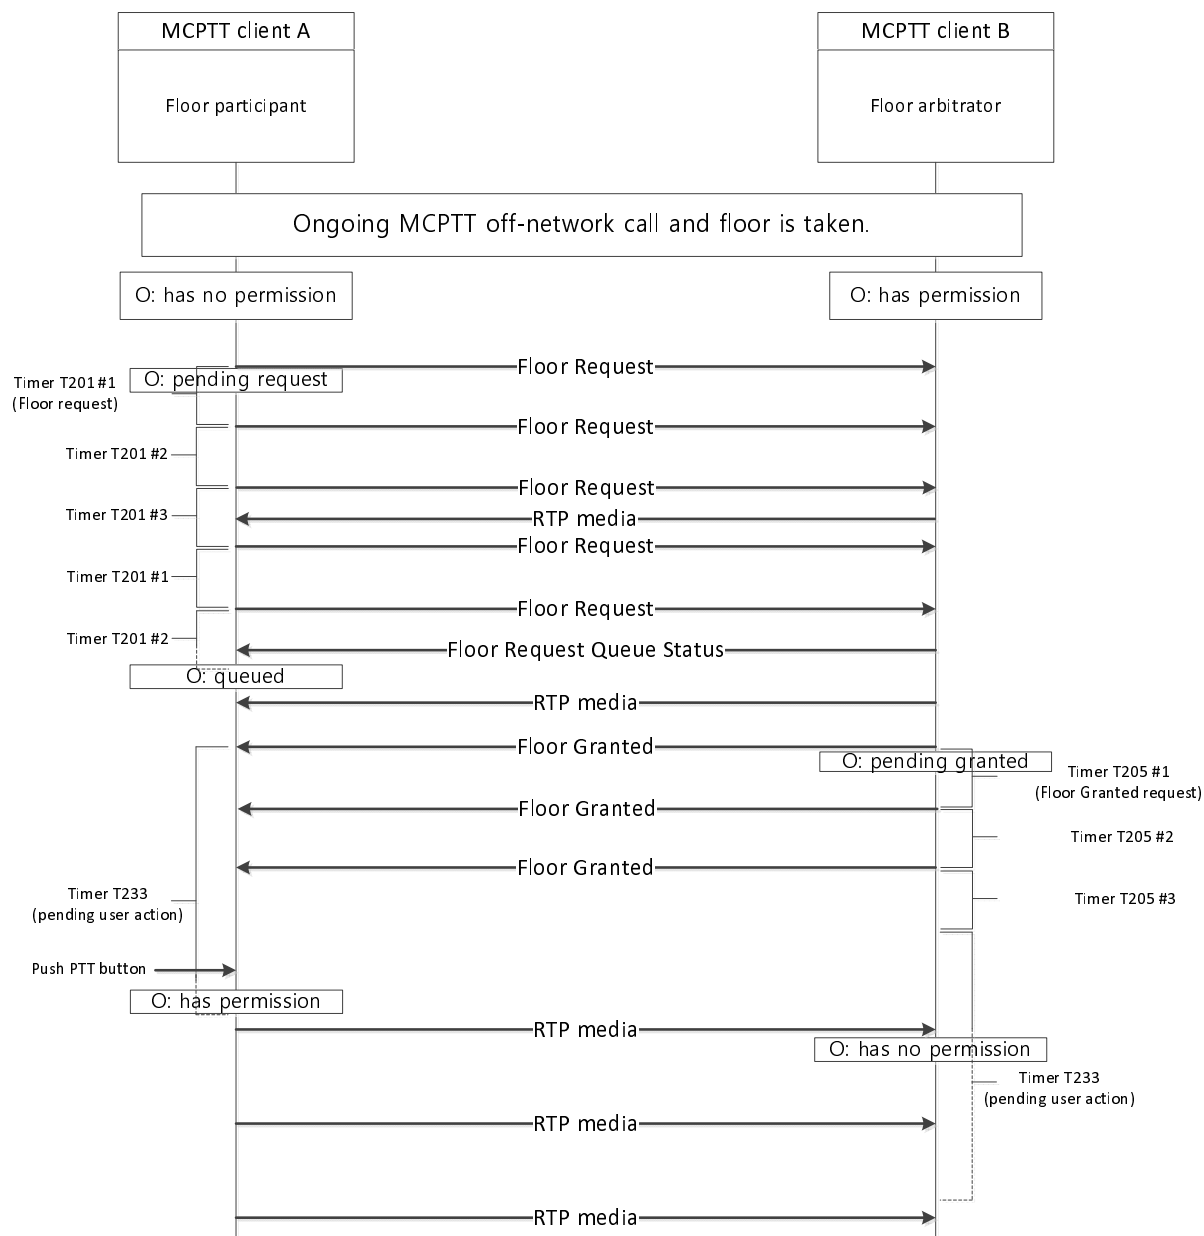 MCPTT client A
MCPTT client B
Floor participant
Floor arbitrator
Ongoing MCPTT off-network call and floor is taken.
O: has no permission
O: has permission
Floor Request
O: pending request
Timer T201 #1
(Floor request)
Floor Request
Timer T201 #2
Floor Request
Timer T201 #3
RTP media
Floor Request
Timer T201 #1
Floor Request
Timer T201 #2
Floor Request Queue Status
O: queued
RTP media
Floor Granted
O: pending granted
Timer T205 #1
(Floor Granted request)
Floor Granted
Timer T205 #2
Floor Granted
Timer T233
(pending user action)
Timer T205 #3
Push PTT button
O: has permission
RTP media
O: has no permission
Timer T233
(pending user action)
RTP media
RTP media